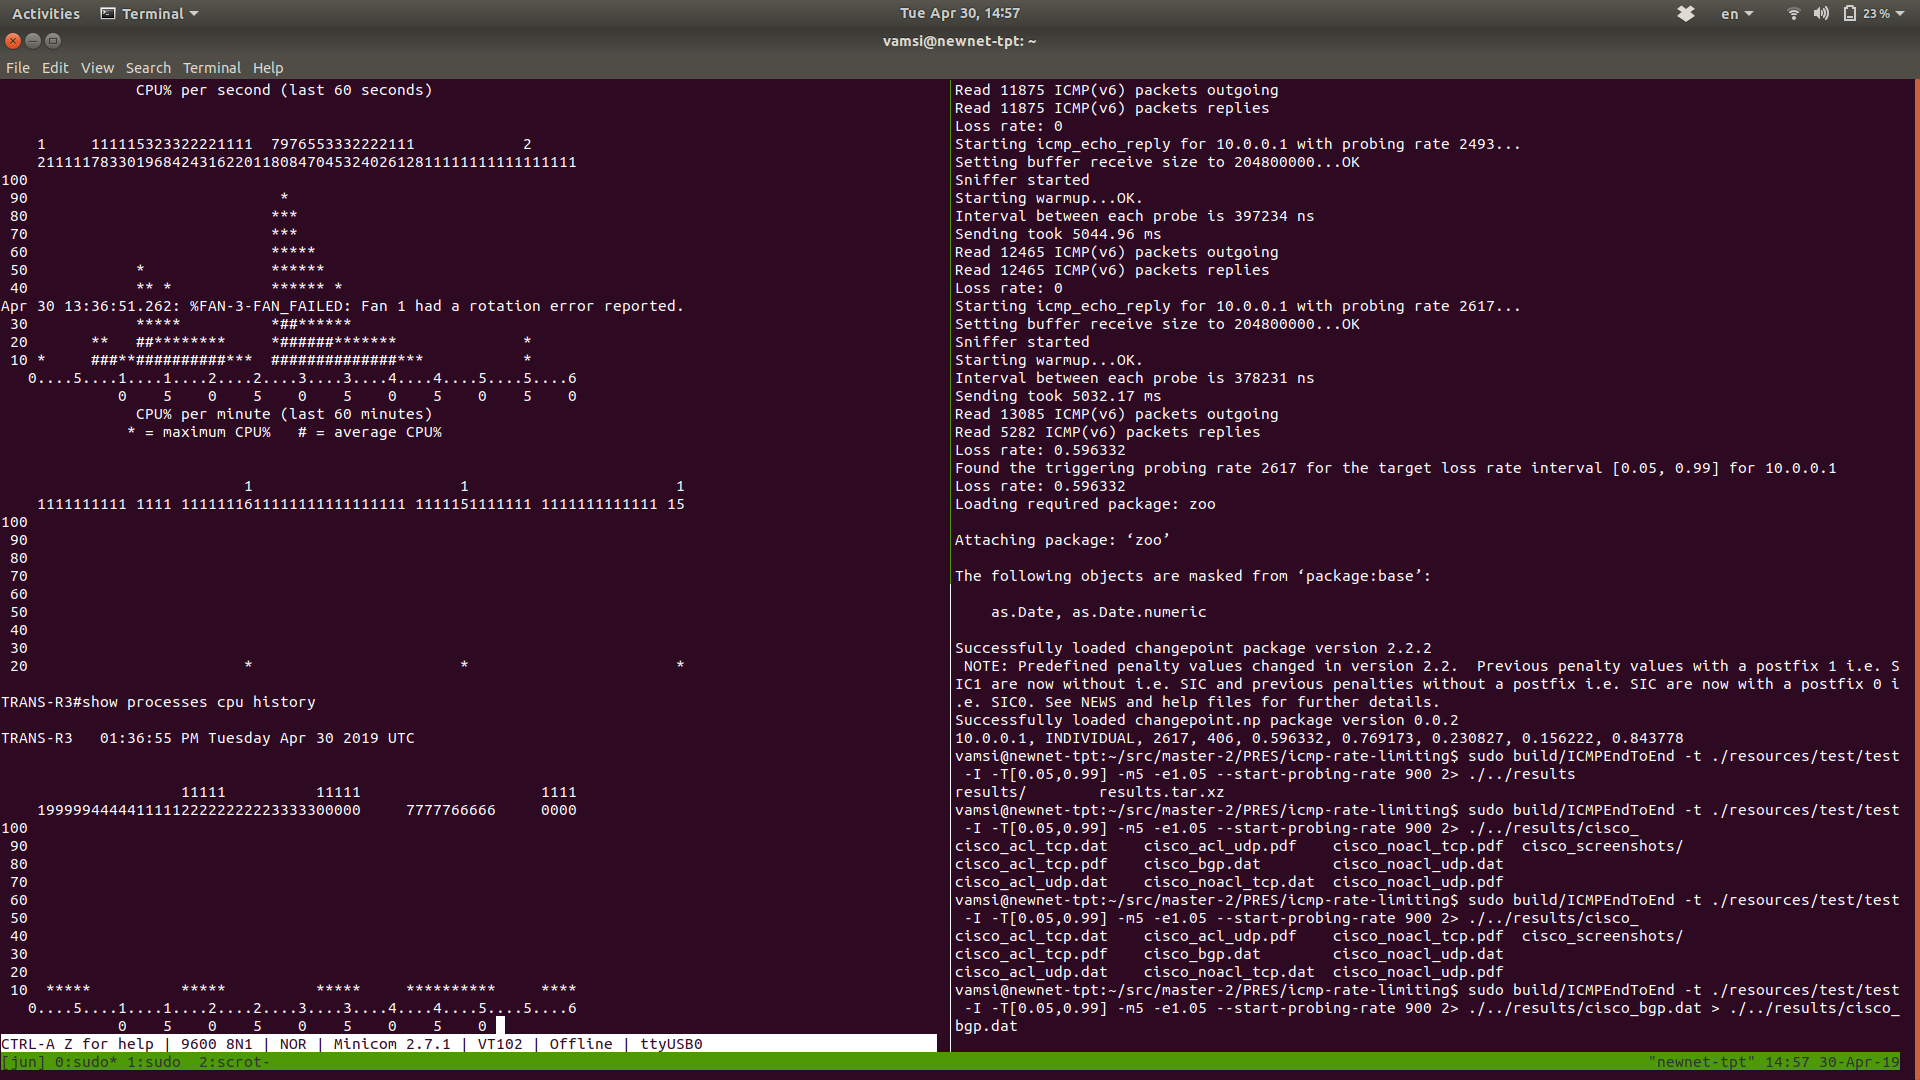 Activities Terminal Tue Apr 30, 14:57 en 23 %
vamsi@newnet-tpt: ~
File Edit View Search Terminal Help
               CPU% per second (last 60 seconds)


    1     111115323322221111  7976553332222111            2
    211111783301968424316220118084704532402612811111111111111111
100
 90                            *
 80                           ***
 70                           ***
 60                           *****
 50            *              ******
 40            ** *           ****** *
Apr 30 13:36:51.262: %FAN-3-FAN_FAILED: Fan 1 had a rotation error reported.
 30            *****          *##******
 20       **   ##********     *######*******              *
 10 *     ###**##########***  ##############***           *
   0....5....1....1....2....2....3....3....4....4....5....5....6
             0    5    0    5    0    5    0    5    0    5    0
               CPU% per minute (last 60 minutes)
              * = maximum CPU%   # = average CPU%


                           1                       1                       1
    1111111111 1111 1111111611111111111111111 1111151111111 1111111111111 15
100
 90
 80
 70
 60
 50
 40
 30
 20                        *                       *                       *

TRANS-R3#show processes cpu history

TRANS-R3   01:36:55 PM Tuesday Apr 30 2019 UTC


                    11111          11111                    1111
    199999444441111122222222223333300000     7777766666     0000
100
 90
 80
 70
 60
 50
 40
 30
 20
 10  *****          *****          *****     **********     ****
   0....5....1....1....2....2....3....3....4....4....5....5....6
             0    5    0    5    0    5    0    5    0
CTRL-A Z for help | 9600 8N1 | NOR | Minicom 2.7.1 | VT102 | Offline | ttyUSB0
Read 11875 ICMP(v6) packets outgoing
Read 11875 ICMP(v6) packets replies
Loss rate: 0
Starting icmp_echo_reply for 10.0.0.1 with probing rate 2493...
Setting buffer receive size to 204800000...OK
Sniffer started
Starting warmup...OK.
Interval between each probe is 397234 ns
Sending took 5044.96 ms
Read 12465 ICMP(v6) packets outgoing
Read 12465 ICMP(v6) packets replies
Loss rate: 0
Starting icmp_echo_reply for 10.0.0.1 with probing rate 2617...
Setting buffer receive size to 204800000...OK
Sniffer started
Starting warmup...OK.
Interval between each probe is 378231 ns
Sending took 5032.17 ms
Read 13085 ICMP(v6) packets outgoing
Read 5282 ICMP(v6) packets replies
Loss rate: 0.596332
Found the triggering probing rate 2617 for the target loss rate interval [0.05, 0.99] for 10.0.0.1
Loss rate: 0.596332
Loading required package: zoo

Attaching package: ‘zoo’

The following objects are masked from ‘package:base’:

    as.Date, as.Date.numeric

Successfully loaded changepoint package version 2.2.2
 NOTE: Predefined penalty values changed in version 2.2.  Previous penalty values with a postfix 1 i.e. S
IC1 are now without i.e. SIC and previous penalties without a postfix i.e. SIC are now with a postfix 0 i
.e. SIC0. See NEWS and help files for further details.
Successfully loaded changepoint.np package version 0.0.2
10.0.0.1, INDIVIDUAL, 2617, 406, 0.596332, 0.769173, 0.230827, 0.156222, 0.843778
vamsi@newnet-tpt:~/src/master-2/PRES/icmp-rate-limiting$ sudo build/ICMPEndToEnd -t ./resources/test/test
 -I -T[0.05,0.99] -m5 -e1.05 --start-probing-rate 900 2> ./../results
results/        results.tar.xz
vamsi@newnet-tpt:~/src/master-2/PRES/icmp-rate-limiting$ sudo build/ICMPEndToEnd -t ./resources/test/test
 -I -T[0.05,0.99] -m5 -e1.05 --start-probing-rate 900 2> ./../results/cisco_
cisco_acl_tcp.dat    cisco_acl_udp.pdf    cisco_noacl_tcp.pdf  cisco_screenshots/
cisco_acl_tcp.pdf    cisco_bgp.dat        cisco_noacl_udp.dat
cisco_acl_udp.dat    cisco_noacl_tcp.dat  cisco_noacl_udp.pdf
vamsi@newnet-tpt:~/src/master-2/PRES/icmp-rate-limiting$ sudo build/ICMPEndToEnd -t ./resources/test/test
 -I -T[0.05,0.99] -m5 -e1.05 --start-probing-rate 900 2> ./../results/cisco_
cisco_acl_tcp.dat    cisco_acl_udp.pdf    cisco_noacl_tcp.pdf  cisco_screenshots/
cisco_acl_tcp.pdf    cisco_bgp.dat        cisco_noacl_udp.dat
cisco_acl_udp.dat    cisco_noacl_tcp.dat  cisco_noacl_udp.pdf
vamsi@newnet-tpt:~/src/master-2/PRES/icmp-rate-limiting$ sudo build/ICMPEndToEnd -t ./resources/test/test
 -I -T[0.05,0.99] -m5 -e1.05 --start-probing-rate 900 2> ./../results/cisco_bgp.dat > ./../results/cisco_
bgp.dat
[jun] 0:sudo* 1:sudo  2:scrot- "newnet-tpt" 14:57 30-Apr-19